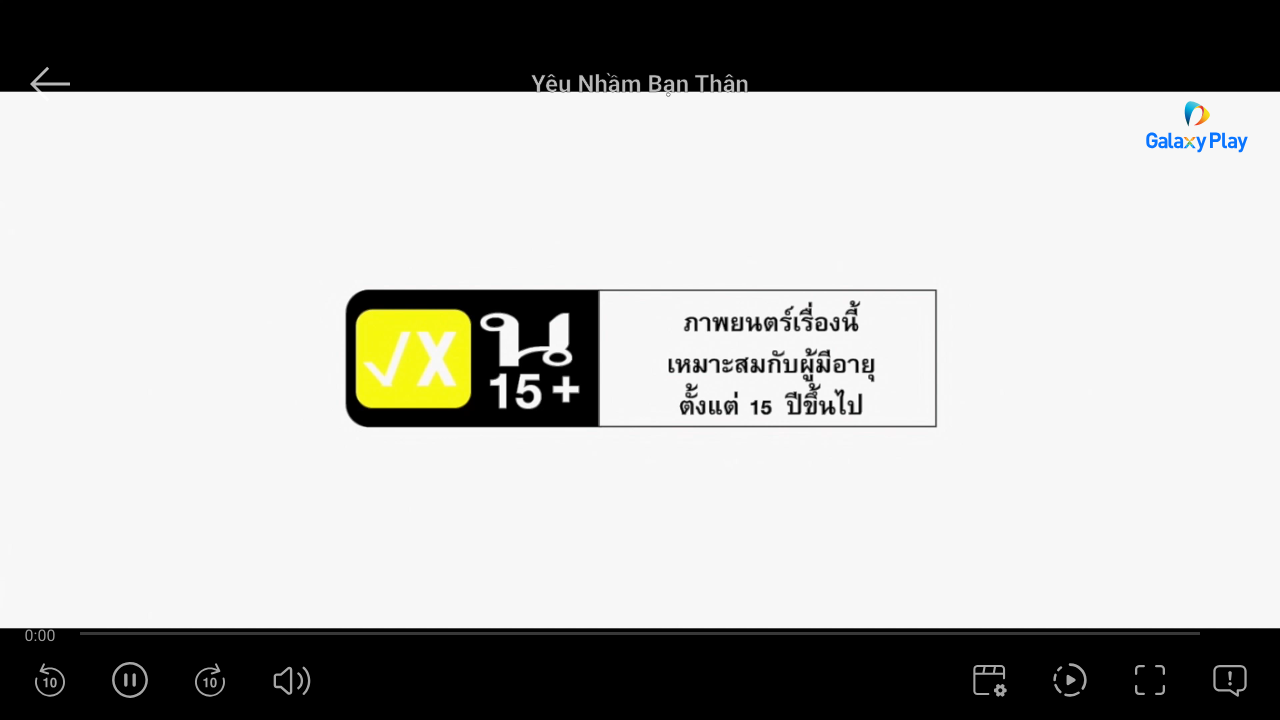 Yêu Nhầm Bạn Thân
Galaxy Play
√X น 15+
ภาพยนตร์เรื่องนี้
เหมาะสมกับผู้มีอายุ
ตั้งแต่ 15 ปีขึ้นไป
0:00
10
10